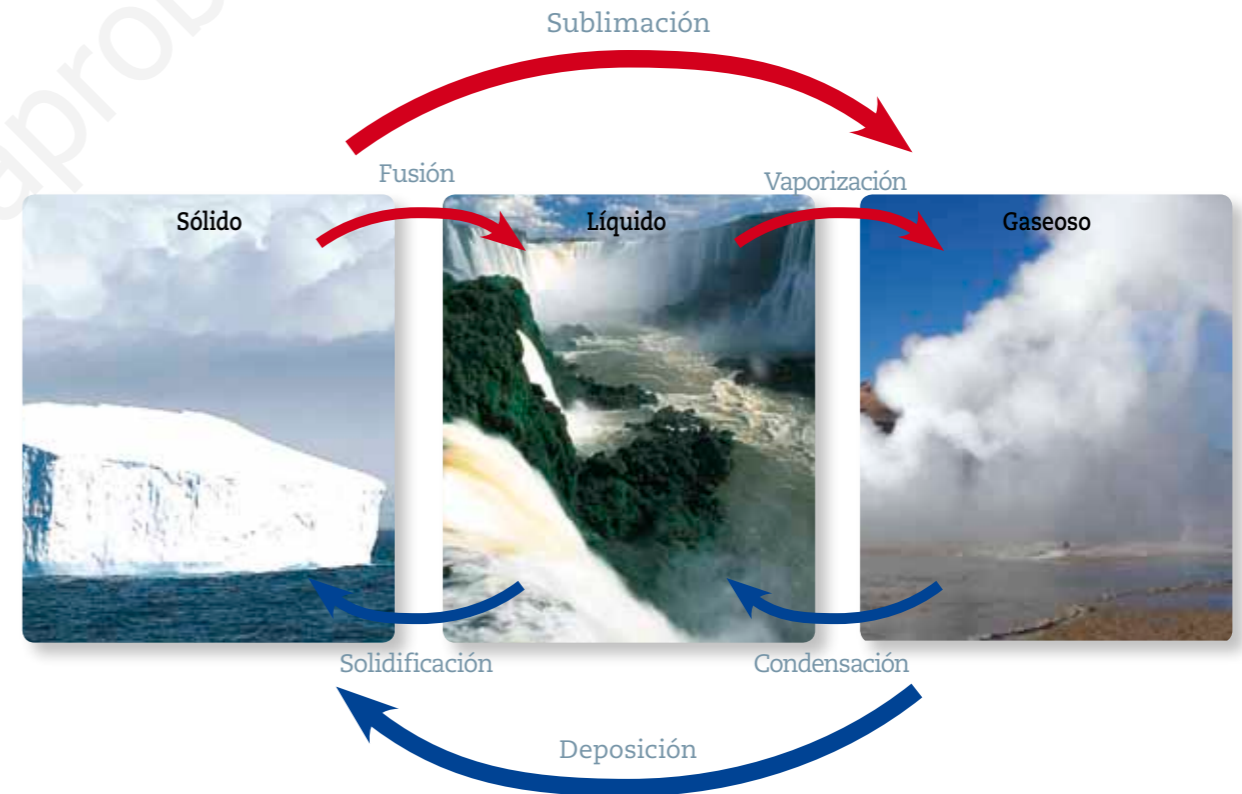 Sublimación
Fusión
Vaporización
Sólido
Líquido
Gaseoso
Solidificación
Condensación
Deposición